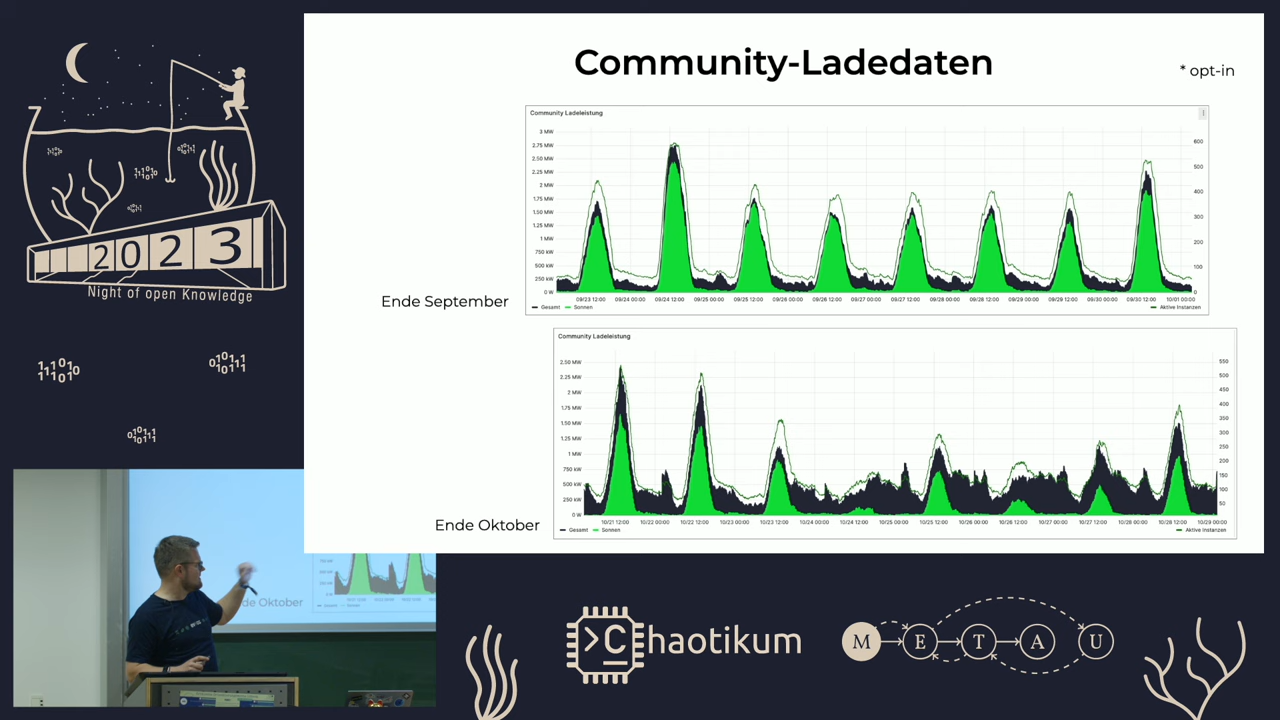 Community-Ladedaten
* opt-in
Community Ladeleistung
3 MW
2.75 MW
2.50 MW
2.25 MW
2 MW
1.75 MW
1.50 MW
1.25 MW
1 MW
750 kW
500 kW
250 kW
0 W
600
500
400
300
200
100
0
09/23 12:00 09/24 00:00 09/24 12:00 09/25 00:00 09/25 12:00 09/26 00:00 09/26 12:00 09/27 00:00 09/27 12:00 09/28 00:00 09/28 12:00 09/29 00:00 09/29 12:00 09/30 00:00 09/30 12:00 10/01 00:00
Gesamt Sonnen Aktive Instanzen
Ende September
Community Ladeleistung
2.50 MW
2.25 MW
2 MW
1.75 MW
1.50 MW
1.25 MW
1 MW
750 kW
500 kW
250 kW
0 W
550
500
450
400
350
300
250
200
150
100
50
10/21 12:00 10/22 00:00 10/22 12:00 10/23 00:00 10/23 12:00 10/24 00:00 10/24 12:00 10/25 00:00 10/25 12:00 10/26 00:00 10/26 12:00 10/27 00:00 10/27 12:00 10/28 00:00 10/28 12:00 10/29 00:00
Gesamt Sonnen Aktive Instanzen
Ende Oktober
2023
Night of open Knowledge
de Oktober
>C_haotikum
M E T A U